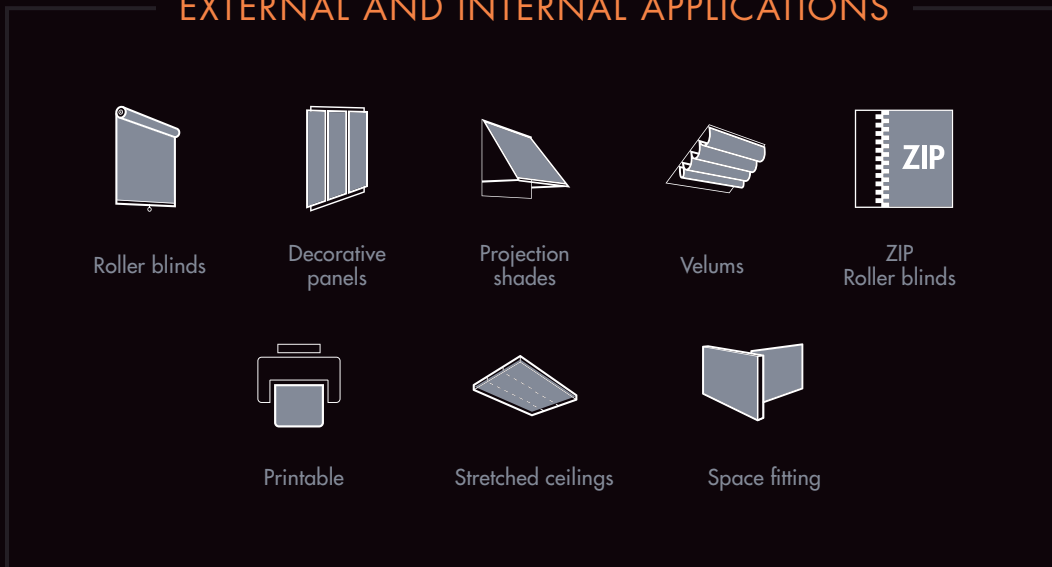 EXTERNAL AND INTERNAL APPLICATIONS
ZIP
Roller blinds
Decorative
panels
Projection
shades
Velums
ZIP
Roller blinds
Printable
Stretched ceilings
Space fitting